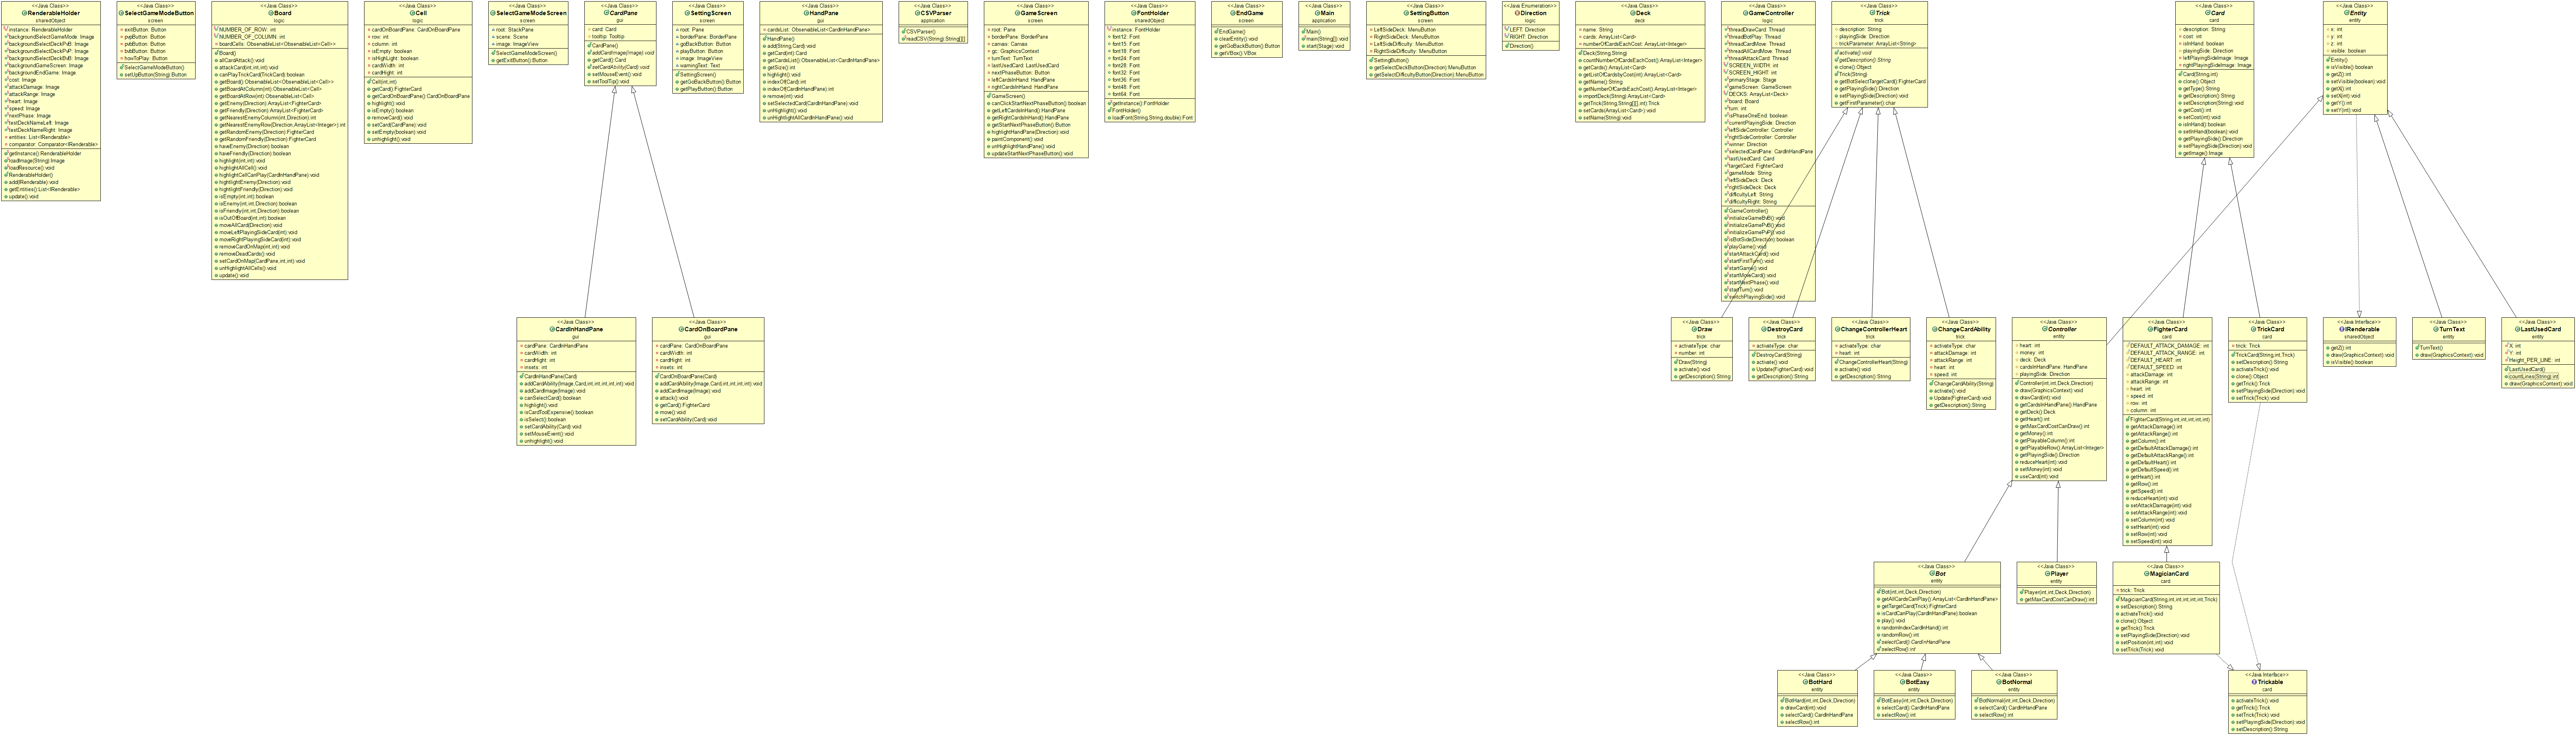 <<Java Class>>
RenderableHolder
sharedObject
instance: RenderableHolder
backgroundSelectGameMode: Image
backgroundSelectDeckPvB: Image
backgroundSelectDeckPvP: Image
backgroundSelectDeckBvB: Image
backgroundGameScreen: Image
backgroundEndGame: Image
cost: Image
attackDamage: Image
attackRange: Image
heart: Image
speed: Image
nextPhase: Image
textDeckNameLeft: Image
textDeckNameRight: Image
entities: List<IRenderable>
comparator: Comparator<IRenderable>
getInstance():RenderableHolder
loadImage(String):Image
loadResource():void
RenderableHolder()
add(IRenderable):void
getEntities():List<IRenderable>
update():void
<<Java Class>>
SelectGameModeButton
screen
exitButton: Button
pvpButton: Button
pvbButton: Button
bvbButton: Button
howToPlay: Button
SelectGameModeButton()
setUpButton(String):Button
<<Java Class>>
Board
logic
NUMBER_OF_ROW: int
NUMBER_OF_COLUMN: int
boardCells: ObservableList<ObservableList<Cell>>
Board()
allCardAttack():void
attackCard(int,int,int):void
canPlayTrickCard(TrickCard):boolean
getBoard():ObservableList<ObservableList<Cell>>
getBoardAtColumn(int):ObservableList<Cell>
getBoardAtRow(int):ObservableList<Cell>
getEnemy(Direction):ArrayList<FighterCard>
getFriendly(Direction):ArrayList<FighterCard>
getNearestEnemyColumn(int,Direction):int
getNearestEnemyRow(Direction,ArrayList<Integer>):int
getRandomEnemy(Direction):FighterCard
getRandomFriendly(Direction):FighterCard
haveEnemy(Direction):boolean
haveFriendly(Direction):boolean
highlight(int,int):void
highlightAllCell():void
highlightCellCanPlay(CardInHandPane):void
hightlightEnemy(Direction):void
hightlightFriendly(Direction):void
isEmpty(int,int):boolean
isEnemy(int,int,Direction):boolean
isFriendly(int,int,Direction):boolean
isOutOfBoard(int,int):boolean
moveAllCard(Direction):void
moveLeftPlayingSideCard(int):void
moveRightPlayingSideCard(int):void
removeCardOnMap(int,int):void
removeDeadCards():void
setCardOnMap(CardPane,int,int):void
unHighlightAllCells():void
update():void
<<Java Class>>
Cell
logic
cardOnBoardPane: CardOnBoardPane
row: int
column: int
isEmpty: boolean
isHighLight: boolean
cardWidth: int
cardHight: int
Cell(int,int)
getCard():FighterCard
getCardOnBoardPane():CardOnBoardPane
highlight():void
isEmpty():boolean
removeCard():void
setCard(CardPane):void
setEmpty(boolean):void
unhighlight():void
<<Java Class>>
SelectGameModeScreen
screen
root: StackPane
scene: Scene
image: ImageView
SelectGameModeScreen()
getExitButton():Button
<<Java Class>>
CardPane
gui
card: Card
tooltip: Tooltip
CardPane()
addCardImage(Image):void
getCard():Card
setCardAbility(Card):void
setMouseEvent():void
setToolTip():void
<<Java Class>>
SettingScreen
screen
root: Pane
borderPane: BorderPane
goBackButton: Button
playButton: Button
image: ImageView
warningText: Text
SettingScreen()
getGoBackButton():Button
getPlayButton():Button
<<Java Class>>
HandPane
gui
cardsList: ObservableList<CardInHandPane>
HandPane()
add(String,Card):void
getCard(int):Card
getCardsList():ObservableList<CardInHandPane>
getSize():int
highlight():void
indexOf(Card):int
indexOf(CardInHandPane):int
remove(int):void
setSelectedCard(CardInHandPane):void
unHighlight():void
unHightlightAllCardInHandPane():void
<<Java Class>>
CSVParser
application
CSVParser()
readCSV(String):String[][]
<<Java Class>>
GameScreen
screen
root: Pane
borderPane: BorderPane
canvas: Canvas
gc: GraphicsContext
turnText: TurnText
lastUsedCard: LastUsedCard
nextPhaseButton: Button
leftCardsInHand: HandPane
rightCardsInHand: HandPane
GameScreen()
canClickStartNextPhaseButton():boolean
getLeftCardsInHand():HandPane
getRightCardsInHand():HandPane
getStartNextPhaseButton():Button
highlightHandPane(Direction):void
paintComponent():void
unHighlightHandPane():void
updateStartNextPhaseButton():void
<<Java Class>>
FontHolder
sharedObject
instance: FontHolder
font12: Font
font15: Font
font18: Font
font24: Font
font28: Font
font32: Font
font36: Font
font48: Font
font64: Font
getInstance():FontHolder
FontHolder()
loadFont(String,String,double):Font
<<Java Class>>
EndGame
screen
EndGame()
clearEntity():void
getGoBackButton():Button
getVBox():VBox
<<Java Class>>
Main
application
Main()
main(String[]):void
start(Stage):void
<<Java Class>>
SettingButton
screen
LeftSideDeck: MenuButton
RightSideDeck: MenuButton
LeftSideDifficulty: MenuButton
RightSideDifficulty: MenuButton
SettingButton()
getSelectDeckButton(Direction):MenuButton
getSelectDifficultyButton(Direction):MenuButton
<<Java Enumeration>>
Direction
logic
LEFT: Direction
RIGHT: Direction
Direction()
<<Java Class>>
Deck
deck
name: String
cards: ArrayList<Card>
numberOfCardsEachCost: ArrayList<Integer>
Deck(String,String)
countNumberOfCardsEachCost():ArrayList<Integer>
getCards():ArrayList<Card>
getListOfCardsbyCost(int):ArrayList<Card>
getName():String
getNumberOfCardsEachCost():ArrayList<Integer>
importDeck(String):ArrayList<Card>
getTrick(String,String[][],int):Trick
setCards(ArrayList<Card>):void
setName(String):void
<<Java Class>>
GameController
logic
threadDrawCard: Thread
threadBotPlay: Thread
threadCardMove: Thread
threadAllCardMove: Thread
threadAttackCard: Thread
SCREEN_WIDTH: int
SCREEN_HIGHT: int
primaryStage: Stage
gameScreen: GameScreen
DECKS: ArrayList<Deck>
board: Board
turn: int
isPhaseOneEnd: boolean
currentPlayingSide: Direction
leftSideController: Controller
rightSideController: Controller
winner: Direction
selectedCardPane: CardInHandPane
lastUsedCard: Card
targetCard: FighterCard
gameMode: String
leftSideDeck: Deck
rightSideDeck: Deck
difficultyLeft: String
difficultyRight: String
GameController()
initializeGameBvB():void
initializeGamePvB():void
initializeGamePvP():void
isBotSide(Direction):boolean
playGame():void
startAttackCard():void
startFirstTurn():void
startGame():void
startMoveCard():void
startNextPhase():void
startTurn():void
switchPlayingSide():void
<<Java Class>>
Trick
trick
description: String
playingSide: Direction
trickParameter: ArrayList<String>
activate():void
getDescription():String
clone():Object
Trick(String)
getBotSelectTargetCard():FighterCard
getPlayingSide():Direction
setPlayingSide(Direction):void
getFirstParameter():char
<<Java Class>>
Card
card
description: String
cost: int
isInHand: boolean
playingSide: Direction
leftPlayingSideImage: Image
rightPlayingSideImage: Image
Card(String,int)
clone():Object
getType():String
getDescription():String
setDescription(String):void
getCost():int
setCost(int):void
isInHand():boolean
setInHand(boolean):void
getPlayingSide():Direction
setPlayingSide(Direction):void
getImage():Image
<<Java Class>>
Entity
entity
x: int
y: int
z: int
visible: boolean
Entity()
isVisible():boolean
getZ():int
setVisible(boolean):void
getX():int
setX(int):void
getY():int
setY(int):void
<<Java Class>>
CardInHandPane
gui
cardPane: CardInHandPane
cardWidth: int
cardHight: int
insets: int
CardInHandPane(Card)
addCardAbility(Image,Card,int,int,int,int,int):void
addCardImage(Image):void
canSelectCard():boolean
highlight():void
isCardTooExpensive():boolean
isSelect():boolean
setCardAbility(Card):void
setMouseEvent():void
unhighlight():void
<<Java Class>>
CardOnBoardPane
gui
cardPane: CardOnBoardPane
cardWidth: int
cardHight: int
insets: int
CardOnBoardPane(Card)
addCardAbility(Image,Card,int,int,int,int):void
addCardImage(Image):void
attack():void
getCard():FighterCard
move():void
setCardAbility(Card):void
<<Java Class>>
Draw
trick
activateType: char
number: int
Draw(String)
activate():void
getDescription():String
<<Java Class>>
DestroyCard
trick
activateType: char
DestroyCard(String)
activate():void
Update(FighterCard):void
getDescription():String
<<Java Class>>
ChangeControllerHeart
trick
activateType: char
heart: int
ChangeControllerHeart(String)
activate():void
getDescription():String
<<Java Class>>
ChangeCardAbility
trick
activateType: char
attackDamage: int
attackRange: int
heart: int
speed: int
ChangeCardAbility(String)
activate():void
Update(FighterCard):void
getDescription():String
<<Java Class>>
Controller
entity
heart: int
money: int
deck: Deck
cardsInHandPane: HandPane
playingSide: Direction
Controller(int,int,Deck,Direction)
draw(GraphicsContext):void
drawCard(int):void
getCardsInHandPane():HandPane
getDeck():Deck
getHeart():int
getMaxCardCostCanDraw():int
getMoney():int
getPlayableColumn():int
getPlayableRow():ArrayList<Integer>
getPlayingSide():Direction
reduceHeart(int):void
setMoney(int):void
useCard(int):void
<<Java Class>>
FighterCard
card
DEFAULT_ATTACK_DAMAGE: int
DEFAULT_ATTACK_RANGE: int
DEFAULT_HEART: int
DEFAULT_SPEED: int
attackDamage: int
attackRange: int
heart: int
speed: int
row: int
column: int
FighterCard(String,int,int,int,int,int)
getAttackDamage():int
getAttackRange():int
getColumn():int
getDefaultAttackDamage():int
getDefaultAttackRange():int
getDefaultHeart():int
getDefaultSpeed():int
getHeart():int
getRow():int
getSpeed():int
reduceHeart(int):void
setAttackDamage(int):void
setAttackRange(int):void
setColumn(int):void
setHeart(int):void
setRow(int):void
setSpeed(int):void
<<Java Class>>
TrickCard
card
trick: Trick
TrickCard(String,int,Trick)
setDescription():String
activateTrick():void
clone():Object
getTrick():Trick
setPlayingSide(Direction):void
setTrick(Trick):void
<<Java Interface>>
IRenderable
sharedObject
getZ():int
draw(GraphicsContext):void
isVisible():boolean
<<Java Class>>
TurnText
entity
TurnText()
draw(GraphicsContext):void
<<Java Class>>
LastUsedCard
entity
X: int
Y: int
Height_PER_LINE: int
LastUsedCard()
countLines(String):int
draw(GraphicsContext):void
<<Java Class>>
Bot
entity
Bot(int,int,Deck,Direction)
getAllCardsCanPlay():ArrayList<CardInHandPane>
getTargetCard(Trick):FighterCard
isCardCanPlay(CardInHandPane):boolean
play():void
randomIndexCardInHand():int
randomRow():int
selectCard():CardInHandPane
selectRow():int
<<Java Class>>
Player
entity
Player(int,int,Deck,Direction)
getMaxCardCostCanDraw():int
<<Java Class>>
MagicianCard
card
trick: Trick
MagicianCard(String,int,int,int,int,int,Trick)
setDescription():String
activateTrick():void
clone():Object
getTrick():Trick
setPlayingSide(Direction):void
setPosition(int,int):void
setTrick(Trick):void
<<Java Class>>
BotHard
entity
BotHard(int,int,Deck,Direction)
drawCard(int):void
selectCard():CardInHandPane
selectRow():int
<<Java Class>>
BotEasy
entity
BotEasy(int,int,Deck,Direction)
selectCard():CardInHandPane
selectRow():int
<<Java Class>>
BotNormal
entity
BotNormal(int,int,Deck,Direction)
selectCard():CardInHandPane
selectRow():int
<<Java Interface>>
Trickable
card
activateTrick():void
getTrick():Trick
setTrick(Trick):void
setPlayingSide(Direction):void
setDescription():String